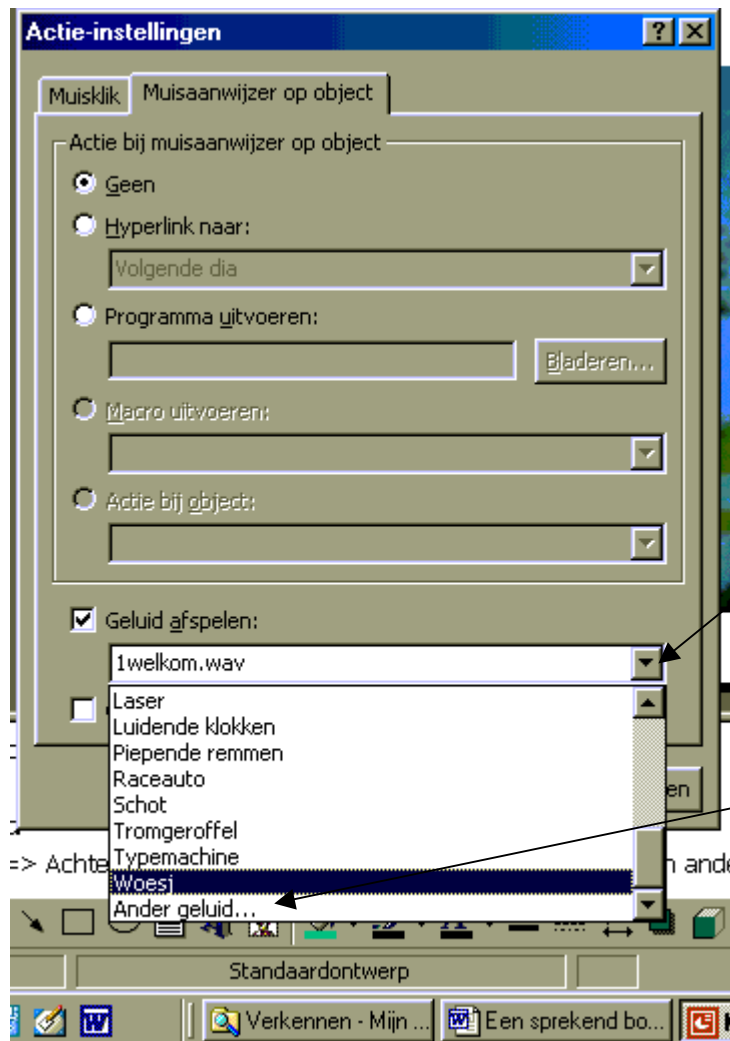 Actie-instellingen
Muisklik Muisaanwijzer op object
Actie bij muisaanwijzer op object
Geen
Hyperlink naar:
Volgende dia
Programma uitvoeren:
Bladeren...
Macro uitvoeren:
Actie bij object:
Geluid afspelen:
1welkom.wav
Laser
Luidende klokken
Piepende remmen
Raceauto
Schot
Tromgeroffel
Typemachine
Woesj
Ander geluid...
en
=> Achte n ande
Standaardontwerp
Verkennen - Mijn ... Een sprekend bo...